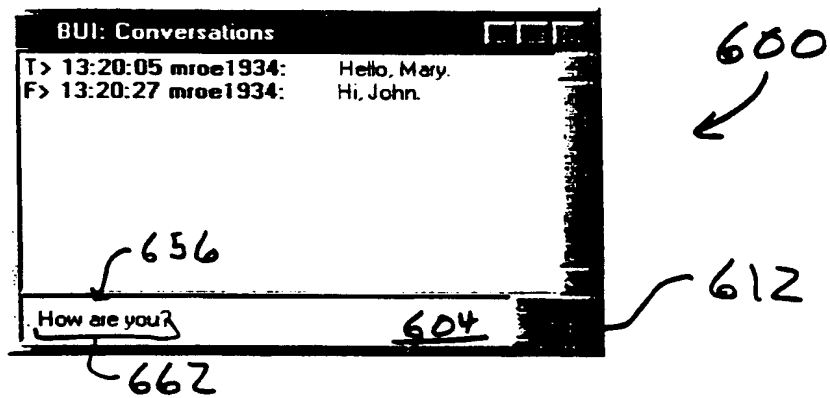 BUI: Conversations
600
T> 13:20:05 mroe1934: Hello, Mary.
F> 13:20:27 mroe1934: Hi, John.
656
612
How are you?
604
662